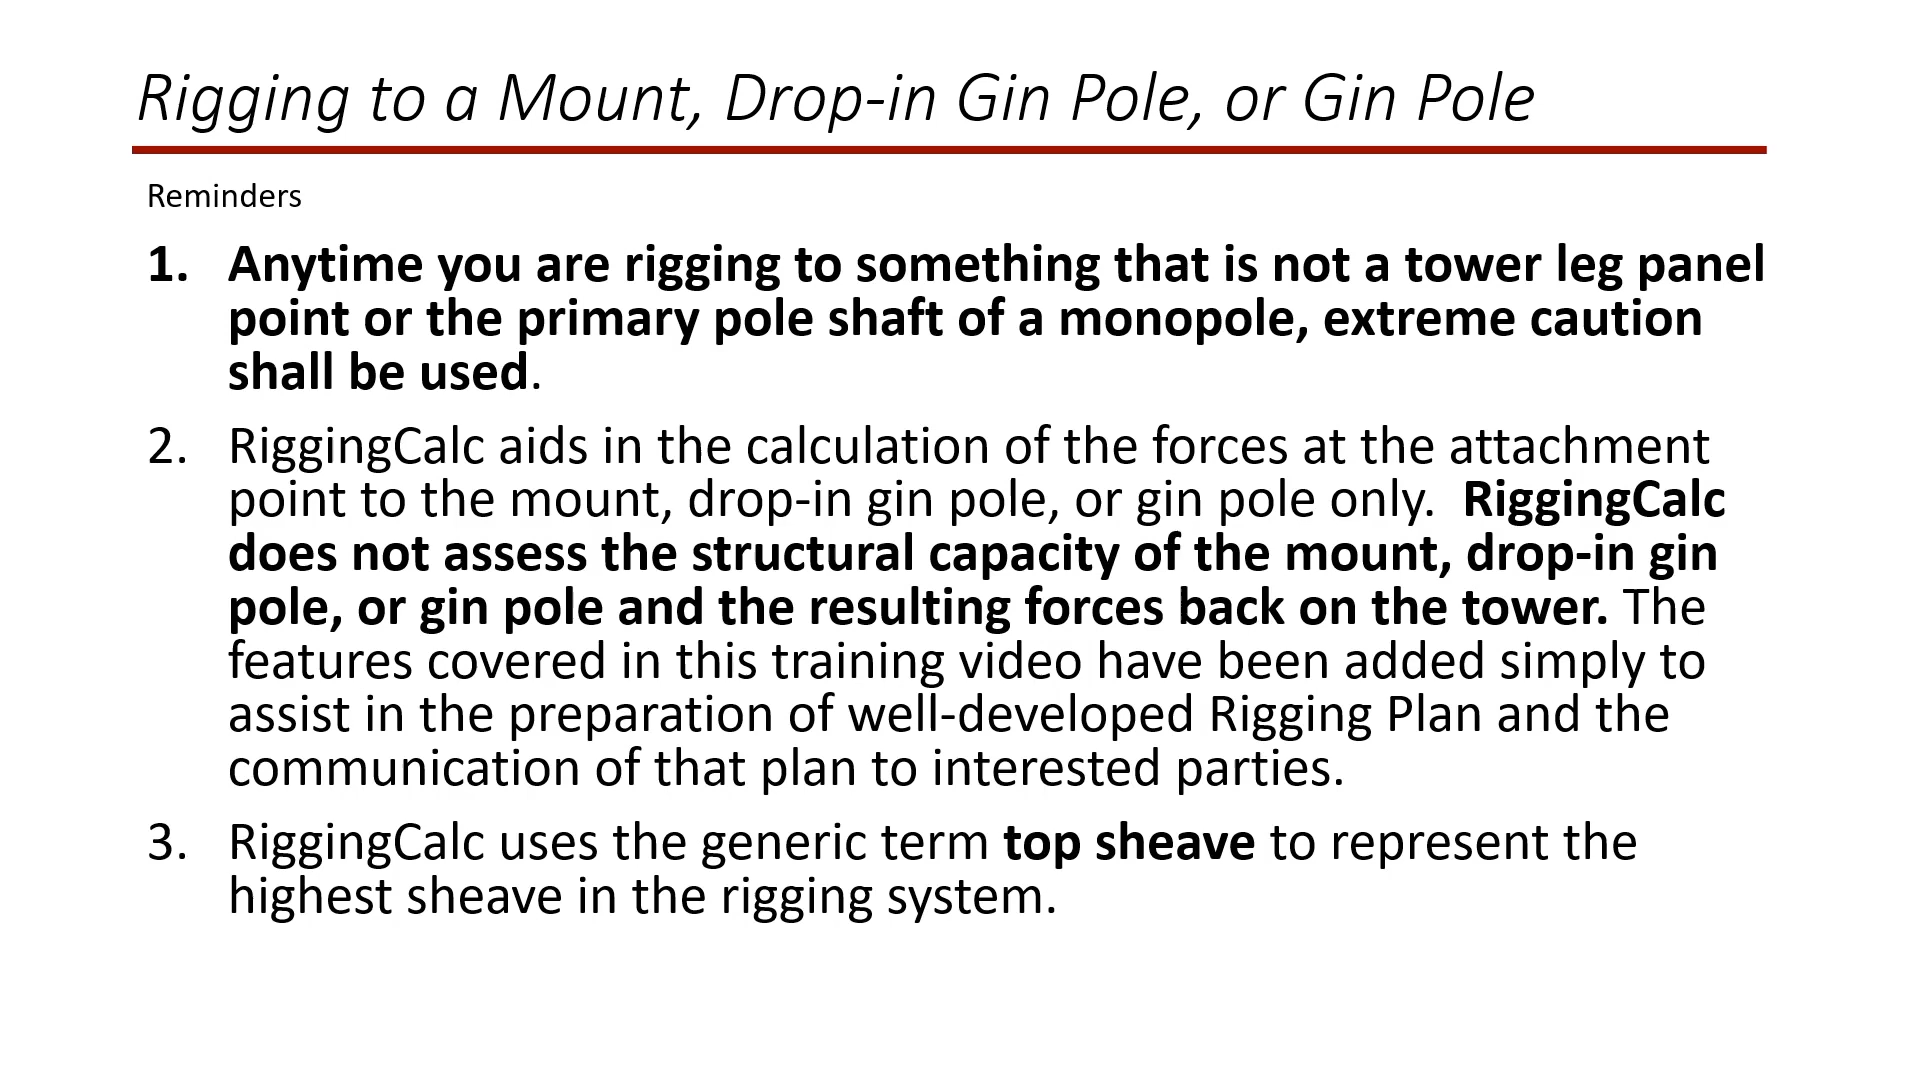 Rigging to a Mount, Drop-in Gin Pole, or Gin Pole
Reminders
1. Anytime you are rigging to something that is not a tower leg panel
point or the primary pole shaft of a monopole, extreme caution
shall be used.
2. RiggingCalc aids in the calculation of the forces at the attachment
point to the mount, drop-in gin pole, or gin pole only.  RiggingCalc
does not assess the structural capacity of the mount, drop-in gin
pole, or gin pole and the resulting forces back on the tower. The
features covered in this training video have been added simply to
assist in the preparation of well-developed Rigging Plan and the
communication of that plan to interested parties.
3. RiggingCalc uses the generic term top sheave to represent the
highest sheave in the rigging system.